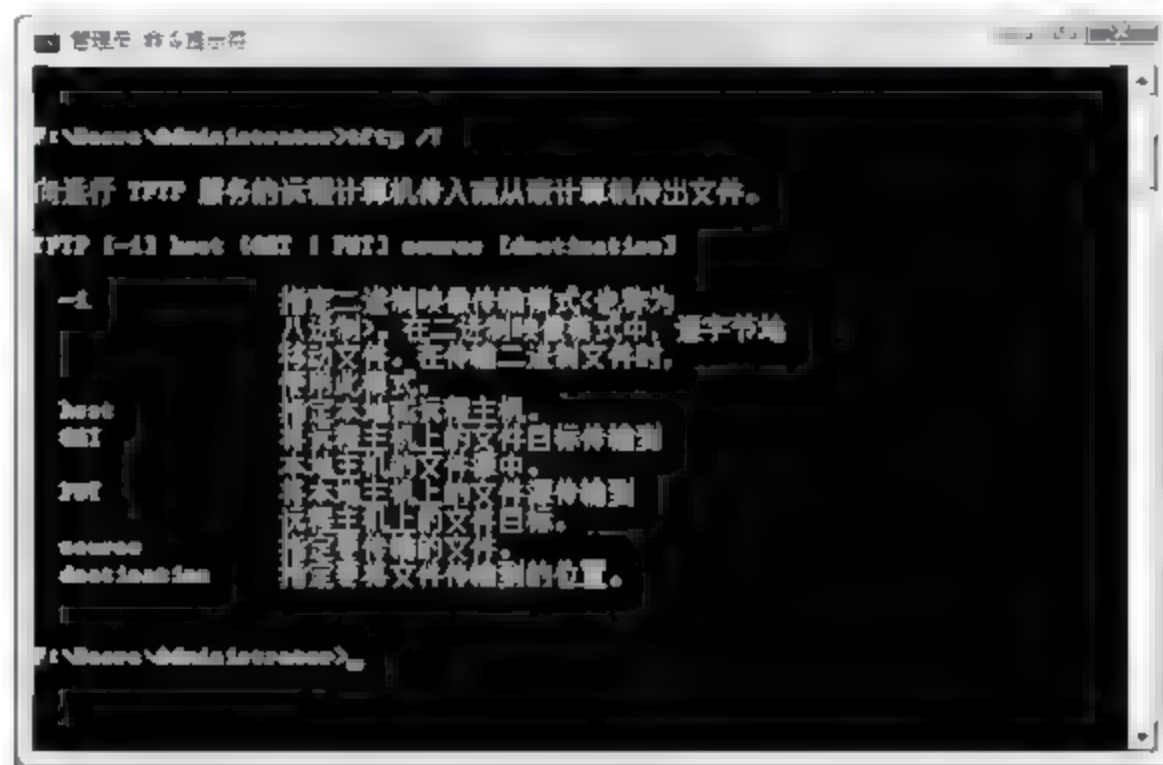 管理员 命令提示符
:\Users\Administrator>tftp /?
向运行 TFTP 服务的远程计算机传入或从该计算机传出文件。
TFTP [-i] host [GET | PUT] source [destination]
-i 指定二进制映像传输模式(也称为
八进制)。在二进制映像模式中，逐字节地
移动文件。在传输二进制文件时，
使用此模式。
host 指定本地或远程主机。
GET 将远程主机上的文件目标传输到
本地主机的文件源中。
PUT 将本地主机上的文件源传输到
远程主机上的文件目标。
source 指定要传输的文件。
destination 指定要将文件传输到的位置。
:\Users\Administrator>_